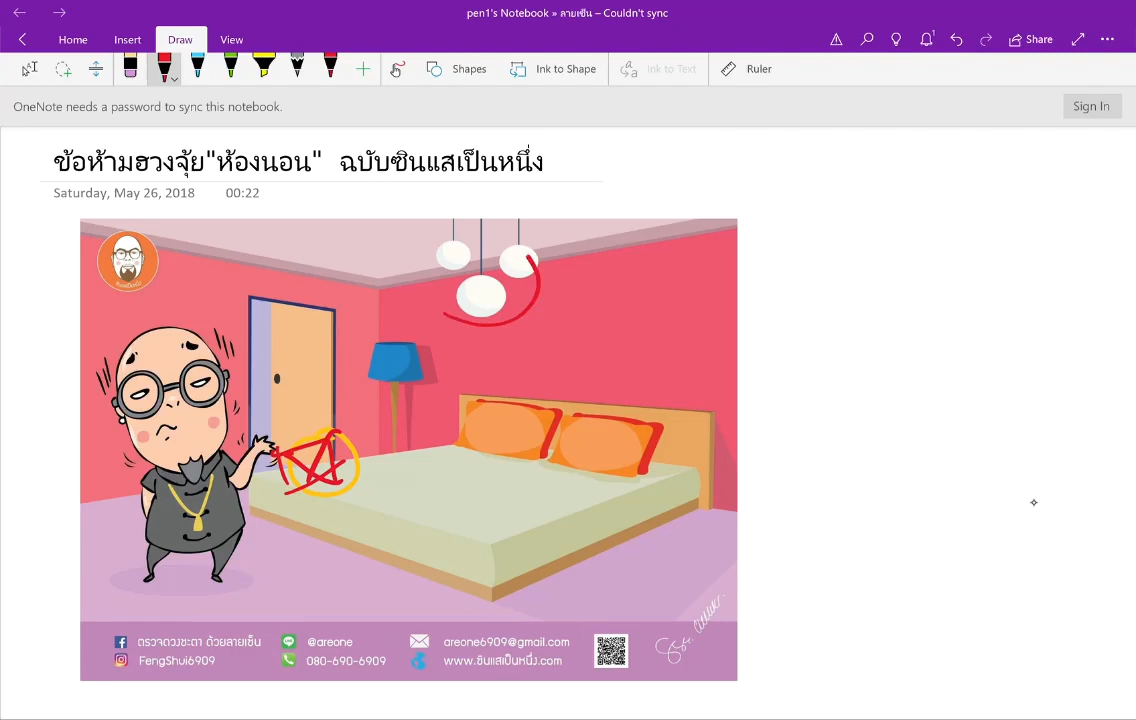 pen1's Notebook » ลายเซ็น – Couldn't sync
Home Insert Draw View
Share
Shapes Ink to Shape Ink to Text Ruler
OneNote needs a password to sync this notebook.
Sign In
ข้อห้ามฮวงจุ้ย"ห้องนอน" ฉบับซินแสเป็นหนึ่ง
Saturday, May 26, 2018 00:22
ตรวจดวงชะตา ด้วยลายเซ็น @areone areone6909@gmail.com
FengShui6909 080-690-6909 www.ซินแสเป็นหนึ่ง.com